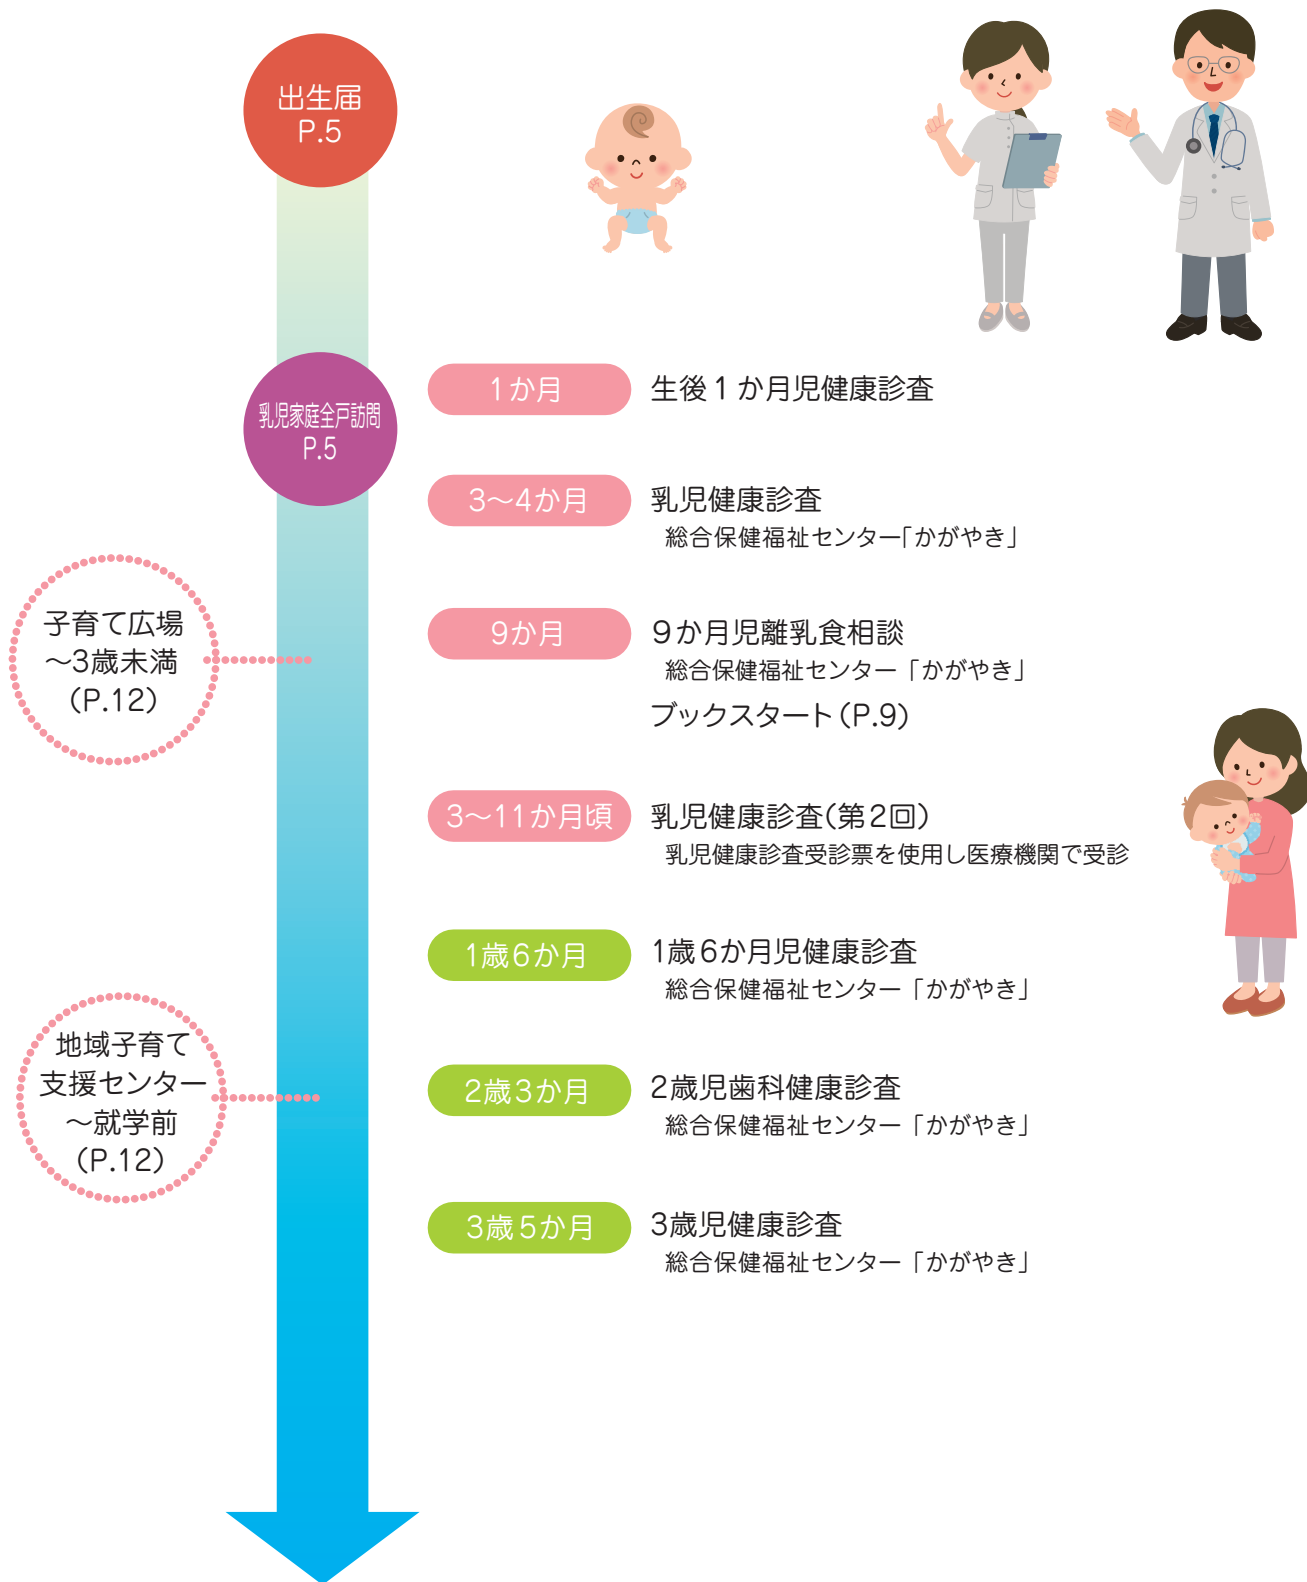 出生届
P.5
乳児家庭全戸訪問
P.5
1か月
生後1か月児健康診査
3〜4か月
乳児健康診査
総合保健福祉センター「かがやき」
子育て広場
〜3歳未満
（P.12）
9か月
9か月児離乳食相談
総合保健福祉センター「かがやき」
ブックスタート（P.9）
3〜11か月頃
乳児健康診査（第2回）
乳児健康診査受診票を使用し医療機関で受診
1歳6か月
1歳6か月児健康診査
総合保健福祉センター「かがやき」
地域子育て
支援センター
〜就学前
（P.12）
2歳3か月
2歳児歯科健康診査
総合保健福祉センター「かがやき」
3歳5か月
3歳児健康診査
総合保健福祉センター「かがやき」